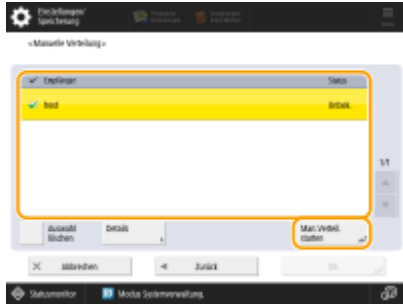 Einstellungen/
Speicherung
<Manuelle Verteilung>
Empfänger
Status
host
Unbek.
1/1
Auswahl
löschen
Details
Man. Verteil.
starten
Abbrechen
Zurück
OK
Statusmonitor
Modus Systemverwaltung.